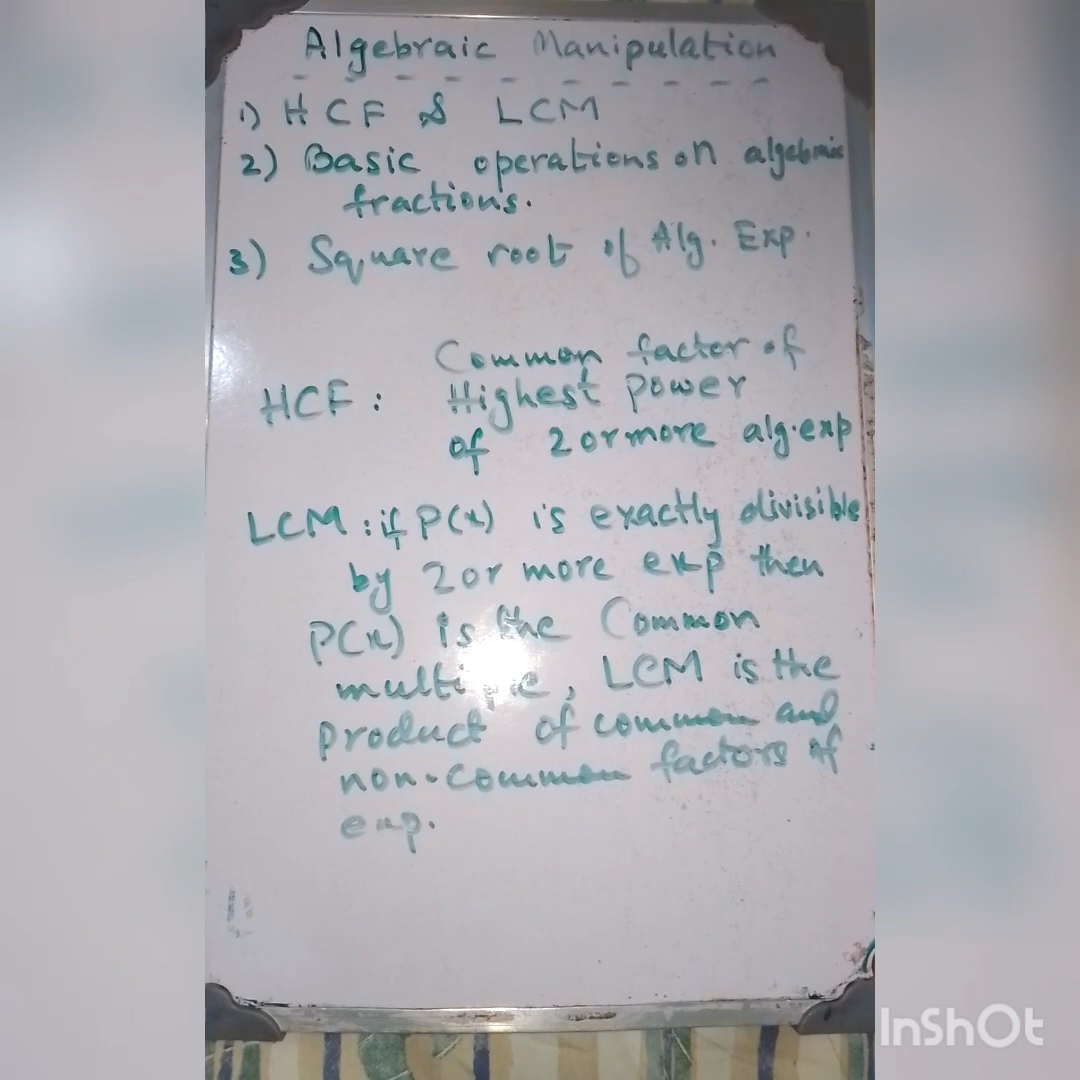 Algebraic Manipulation
1) HCF & LCM
2) Basic operations on algebraic
fractions.
3) Square root of Alg. Exp.
Common factor of
HCF: Highest power
of 2 or more alg.exp
LCM: if P(x) is exactly divisible
by 2 or more exp then
P(x) is the Common
multiple, LCM is the
product of common and
non-common factors of
exp.
InShOt